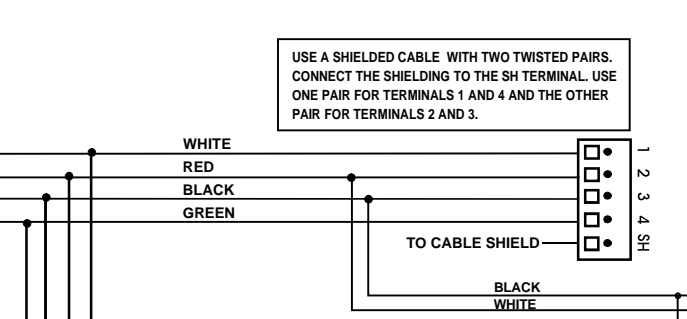 USE A SHIELDED CABLE WITH TWO TWISTED PAIRS.
CONNECT THE SHIELDING TO THE SH TERMINAL. USE
ONE PAIR FOR TERMINALS 1 AND 4 AND THE OTHER
PAIR FOR TERMINALS 2 AND 3.
WHITE
1
RED
2
BLACK
3
GREEN
4
TO CABLE SHIELD
SH
BLACK
WHITE